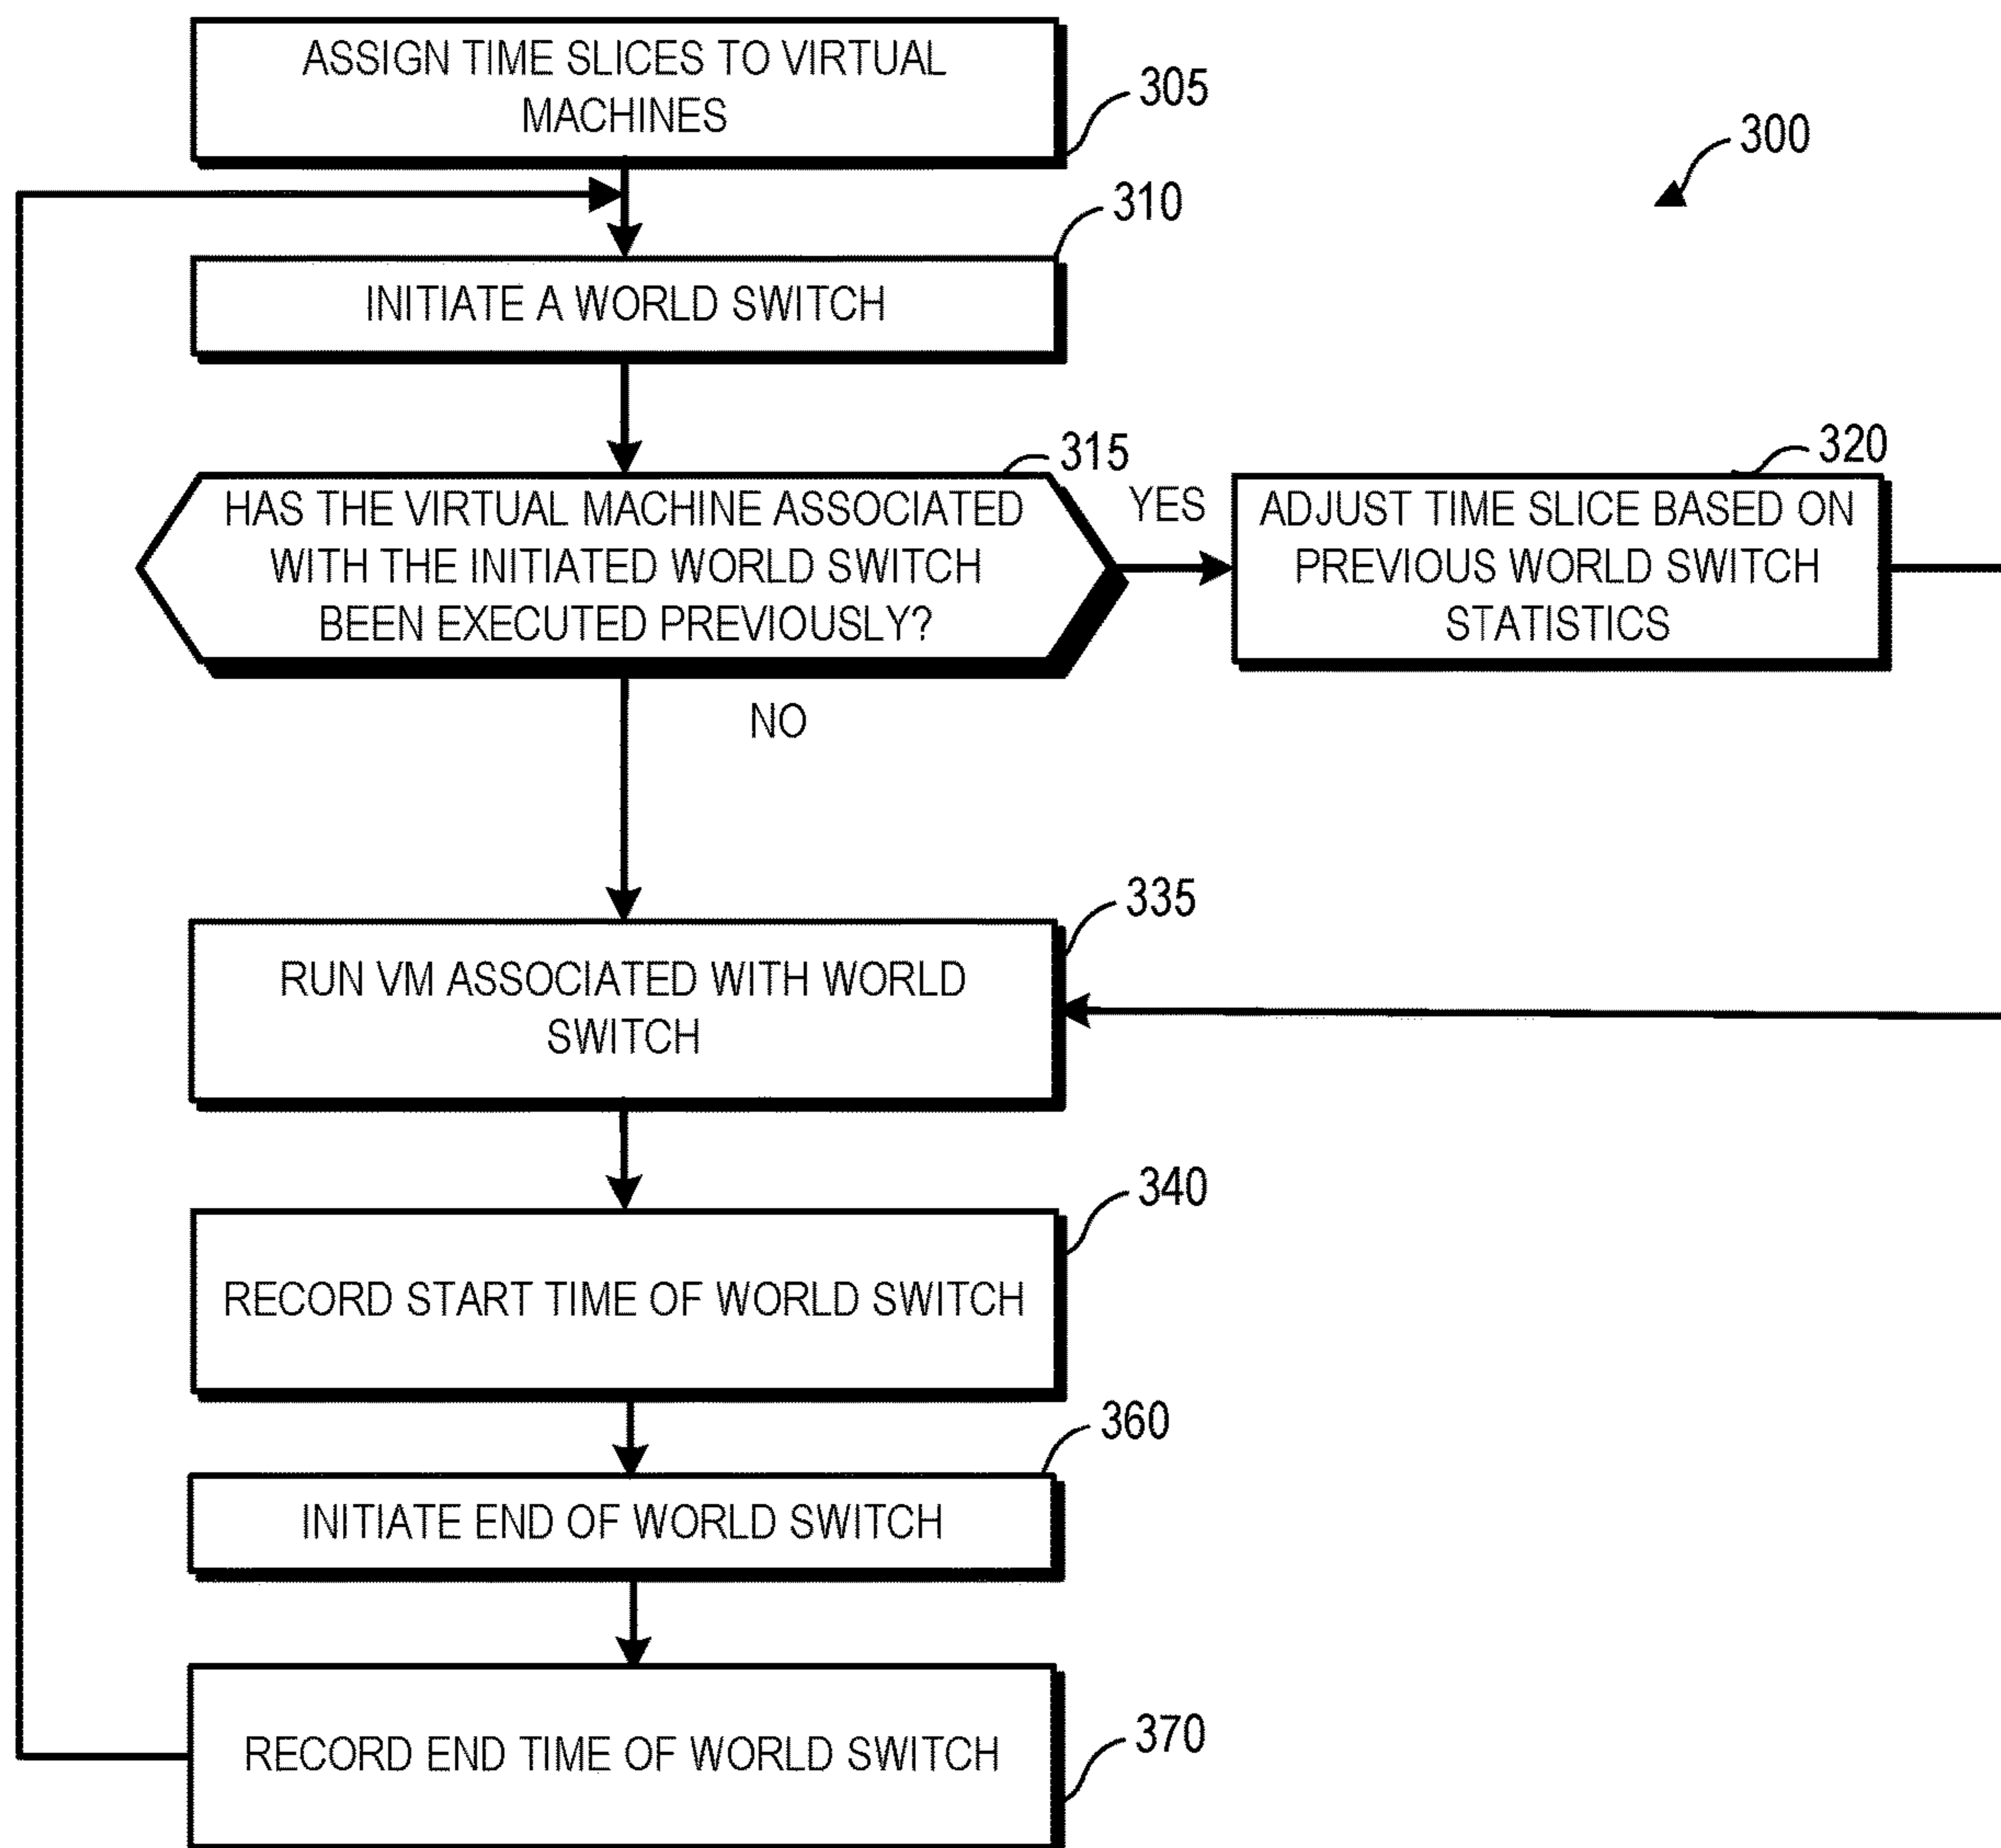 ASSIGN TIME SLICES TO VIRTUAL
MACHINES
305
300
310
INITIATE A WORLD SWITCH
315
HAS THE VIRTUAL MACHINE ASSOCIATED
WITH THE INITIATED WORLD SWITCH
BEEN EXECUTED PREVIOUSLY?
YES
320
ADJUST TIME SLICE BASED ON
PREVIOUS WORLD SWITCH
STATISTICS
NO
335
RUN VM ASSOCIATED WITH WORLD
SWITCH
340
RECORD START TIME OF WORLD SWITCH
360
INITIATE END OF WORLD SWITCH
370
RECORD END TIME OF WORLD SWITCH